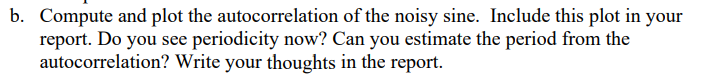 b. Compute and plot the autocorrelation of the noisy sine. Include this plot in your
report. Do you see periodicity now? Can you estimate the period from the
autocorrelation? Write your thoughts in the report.